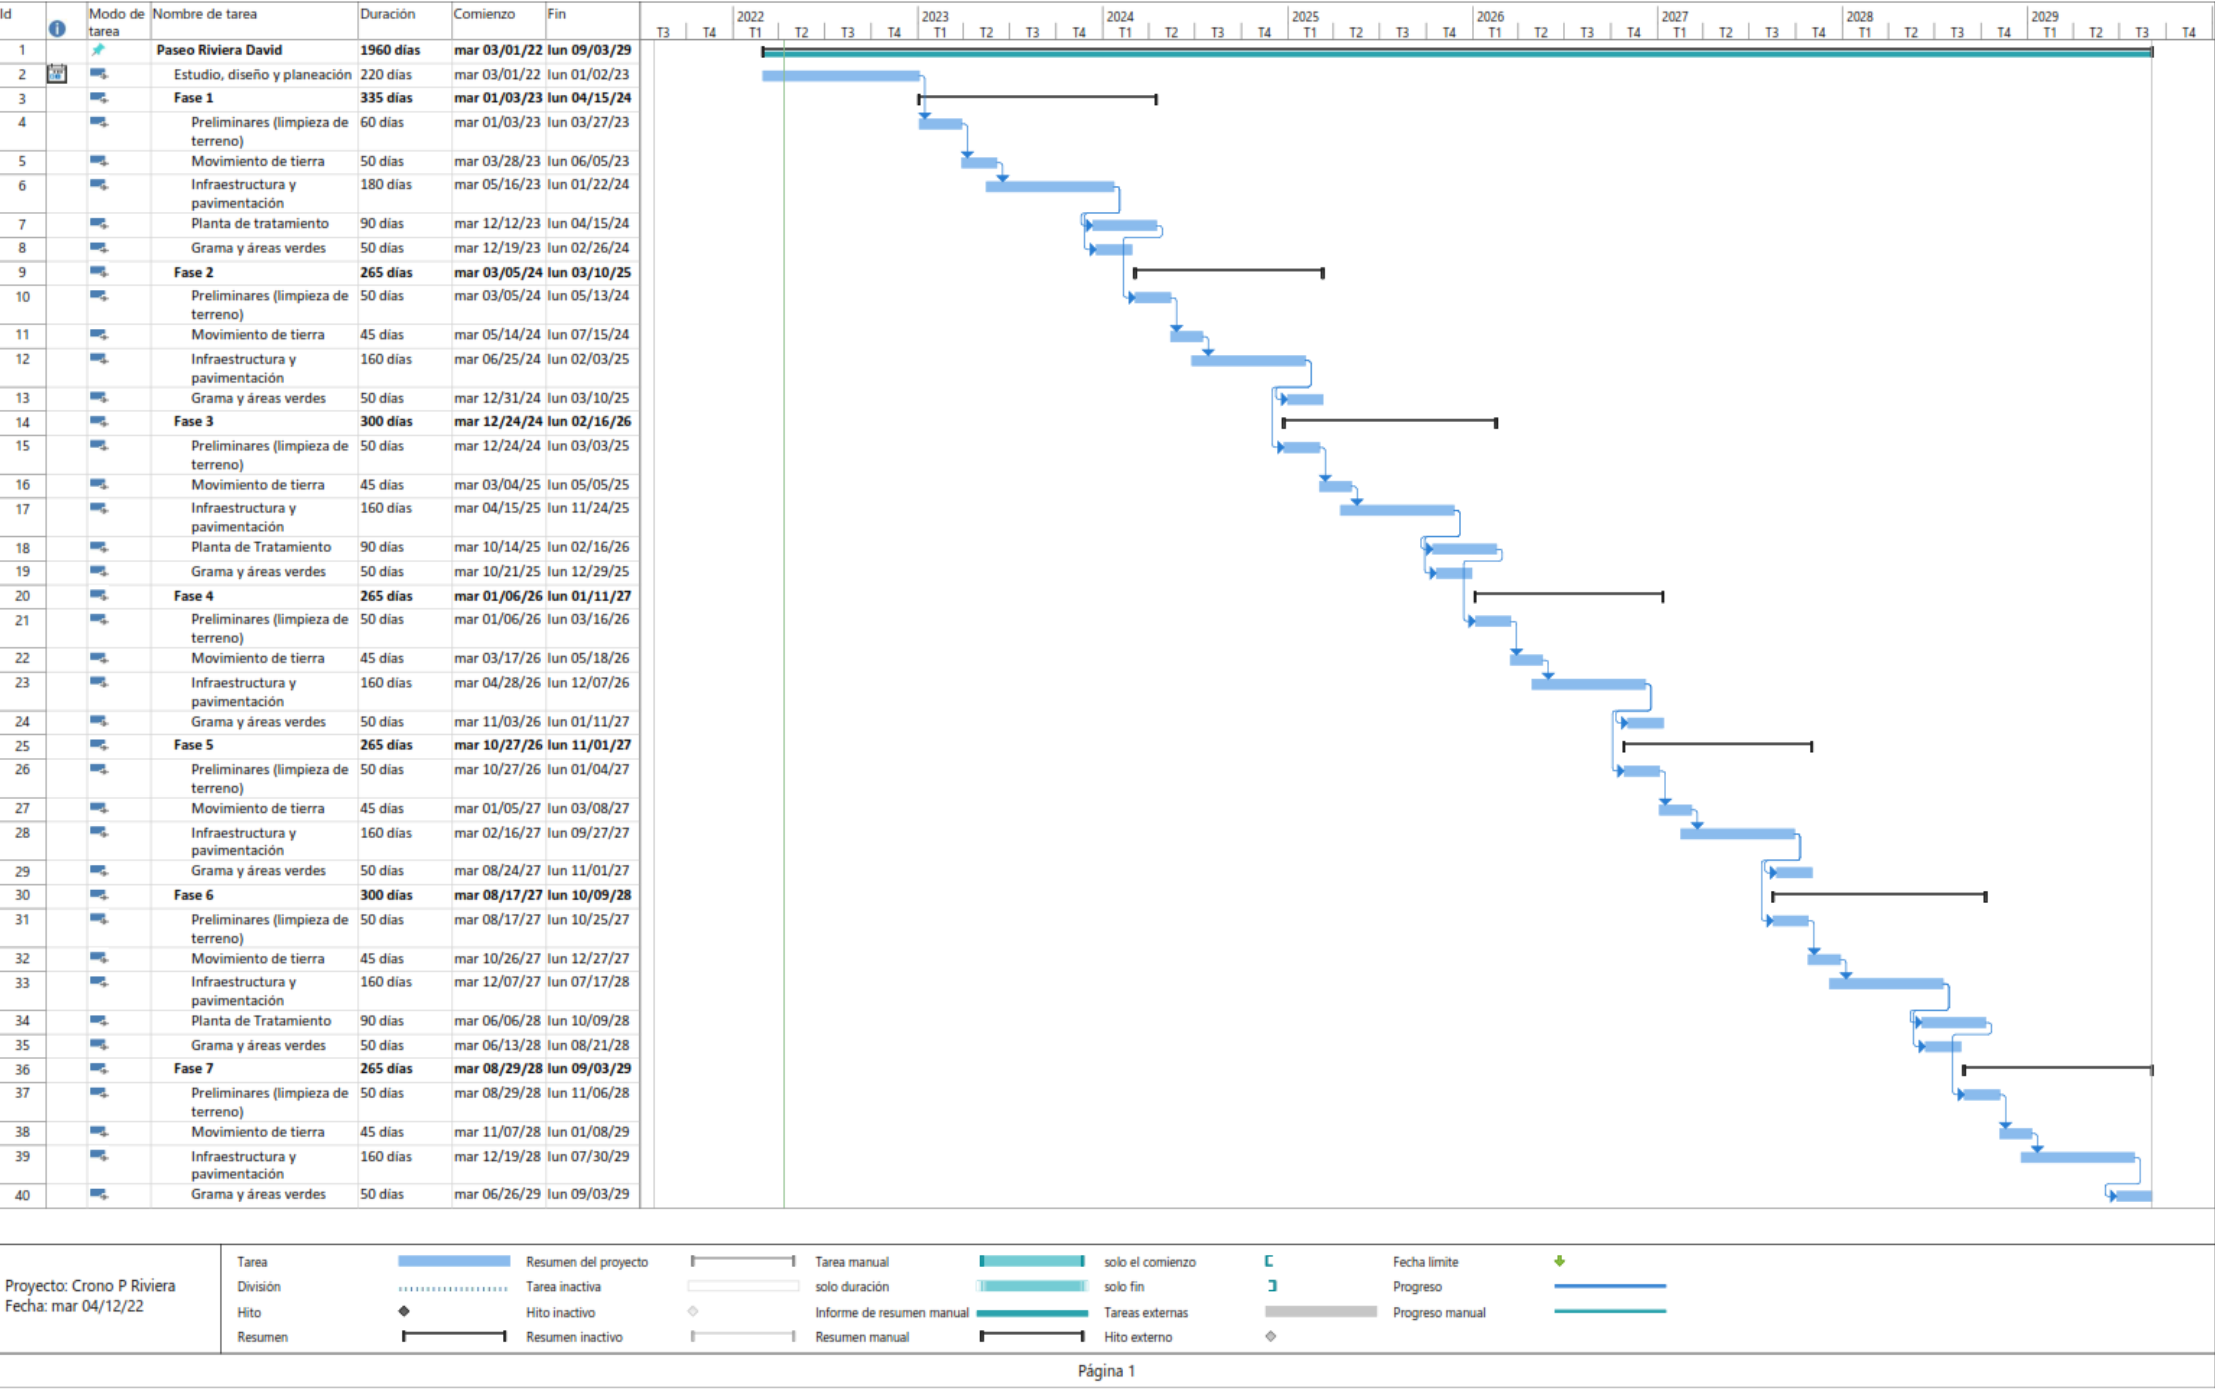 Id Modo de tarea Nombre de tarea Duración Comienzo Fin
2022 2023 2024 2025 2026 2027 2028 2029
T3 T4 T1 T2 T3 T4 T1 T2 T3 T4 T1 T2 T3 T4 T1 T2 T3 T4 T1 T2 T3 T4 T1 T2 T3 T4 T1 T2 T3 T4 T1 T2 T3 T4
1 Paseo Riviera David 1960 días mar 03/01/22 lun 09/03/29
2 Estudio, diseño y planeación 220 días mar 03/01/22 lun 01/02/23
3 Fase 1 335 días mar 01/03/23 lun 04/15/24
4 Preliminares (limpieza de terreno) 60 días mar 01/03/23 lun 03/27/23
5 Movimiento de tierra 50 días mar 03/28/23 lun 06/05/23
6 Infraestructura y pavimentación 180 días mar 05/16/23 lun 01/22/24
7 Planta de tratamiento 90 días mar 12/12/23 lun 04/15/24
8 Grama y áreas verdes 50 días mar 12/19/23 lun 02/26/24
9 Fase 2 265 días mar 03/05/24 lun 03/10/25
10 Preliminares (limpieza de terreno) 50 días mar 03/05/24 lun 05/13/24
11 Movimiento de tierra 45 días mar 05/14/24 lun 07/15/24
12 Infraestructura y pavimentación 160 días mar 06/25/24 lun 02/03/25
13 Grama y áreas verdes 50 días mar 12/31/24 lun 03/10/25
14 Fase 3 300 días mar 12/24/24 lun 02/16/26
15 Preliminares (limpieza de terreno) 50 días mar 12/24/24 lun 03/03/25
16 Movimiento de tierra 45 días mar 03/04/25 lun 05/05/25
17 Infraestructura y pavimentación 160 días mar 04/15/25 lun 11/24/25
18 Planta de Tratamiento 90 días mar 10/14/25 lun 02/16/26
19 Grama y áreas verdes 50 días mar 10/21/25 lun 12/29/25
20 Fase 4 265 días mar 01/06/26 lun 01/11/27
21 Preliminares (limpieza de terreno) 50 días mar 01/06/26 lun 03/16/26
22 Movimiento de tierra 45 días mar 03/17/26 lun 05/18/26
23 Infraestructura y pavimentación 160 días mar 04/28/26 lun 12/07/26
24 Grama y áreas verdes 50 días mar 11/03/26 lun 01/11/27
25 Fase 5 265 días mar 10/27/26 lun 11/01/27
26 Preliminares (limpieza de terreno) 50 días mar 10/27/26 lun 01/04/27
27 Movimiento de tierra 45 días mar 01/05/27 lun 03/08/27
28 Infraestructura y pavimentación 160 días mar 02/16/27 lun 09/27/27
29 Grama y áreas verdes 50 días mar 08/24/27 lun 11/01/27
30 Fase 6 300 días mar 08/17/27 lun 10/09/28
31 Preliminares (limpieza de terreno) 50 días mar 08/17/27 lun 10/25/27
32 Movimiento de tierra 45 días mar 10/26/27 lun 12/27/27
33 Infraestructura y pavimentación 160 días mar 12/07/27 lun 07/17/28
34 Planta de Tratamiento 90 días mar 06/06/28 lun 10/09/28
35 Grama y áreas verdes 50 días mar 06/13/28 lun 08/21/28
36 Fase 7 265 días mar 08/29/28 lun 09/03/29
37 Preliminares (limpieza de terreno) 50 días mar 08/29/28 lun 11/06/28
38 Movimiento de tierra 45 días mar 11/07/28 lun 01/08/29
39 Infraestructura y pavimentación 160 días mar 12/19/28 lun 07/30/29
40 Grama y áreas verdes 50 días mar 06/26/29 lun 09/03/29
Proyecto: Crono P Riviera
Fecha: mar 04/12/22
Tarea Resumen del proyecto Tarea manual solo el comienzo Fecha límite
División Tarea inactiva solo duración solo fin Progreso
Hito Hito inactivo Informe de resumen manual Tareas externas Progreso manual
Resumen Resumen inactivo Resumen manual Hito externo
Página 1